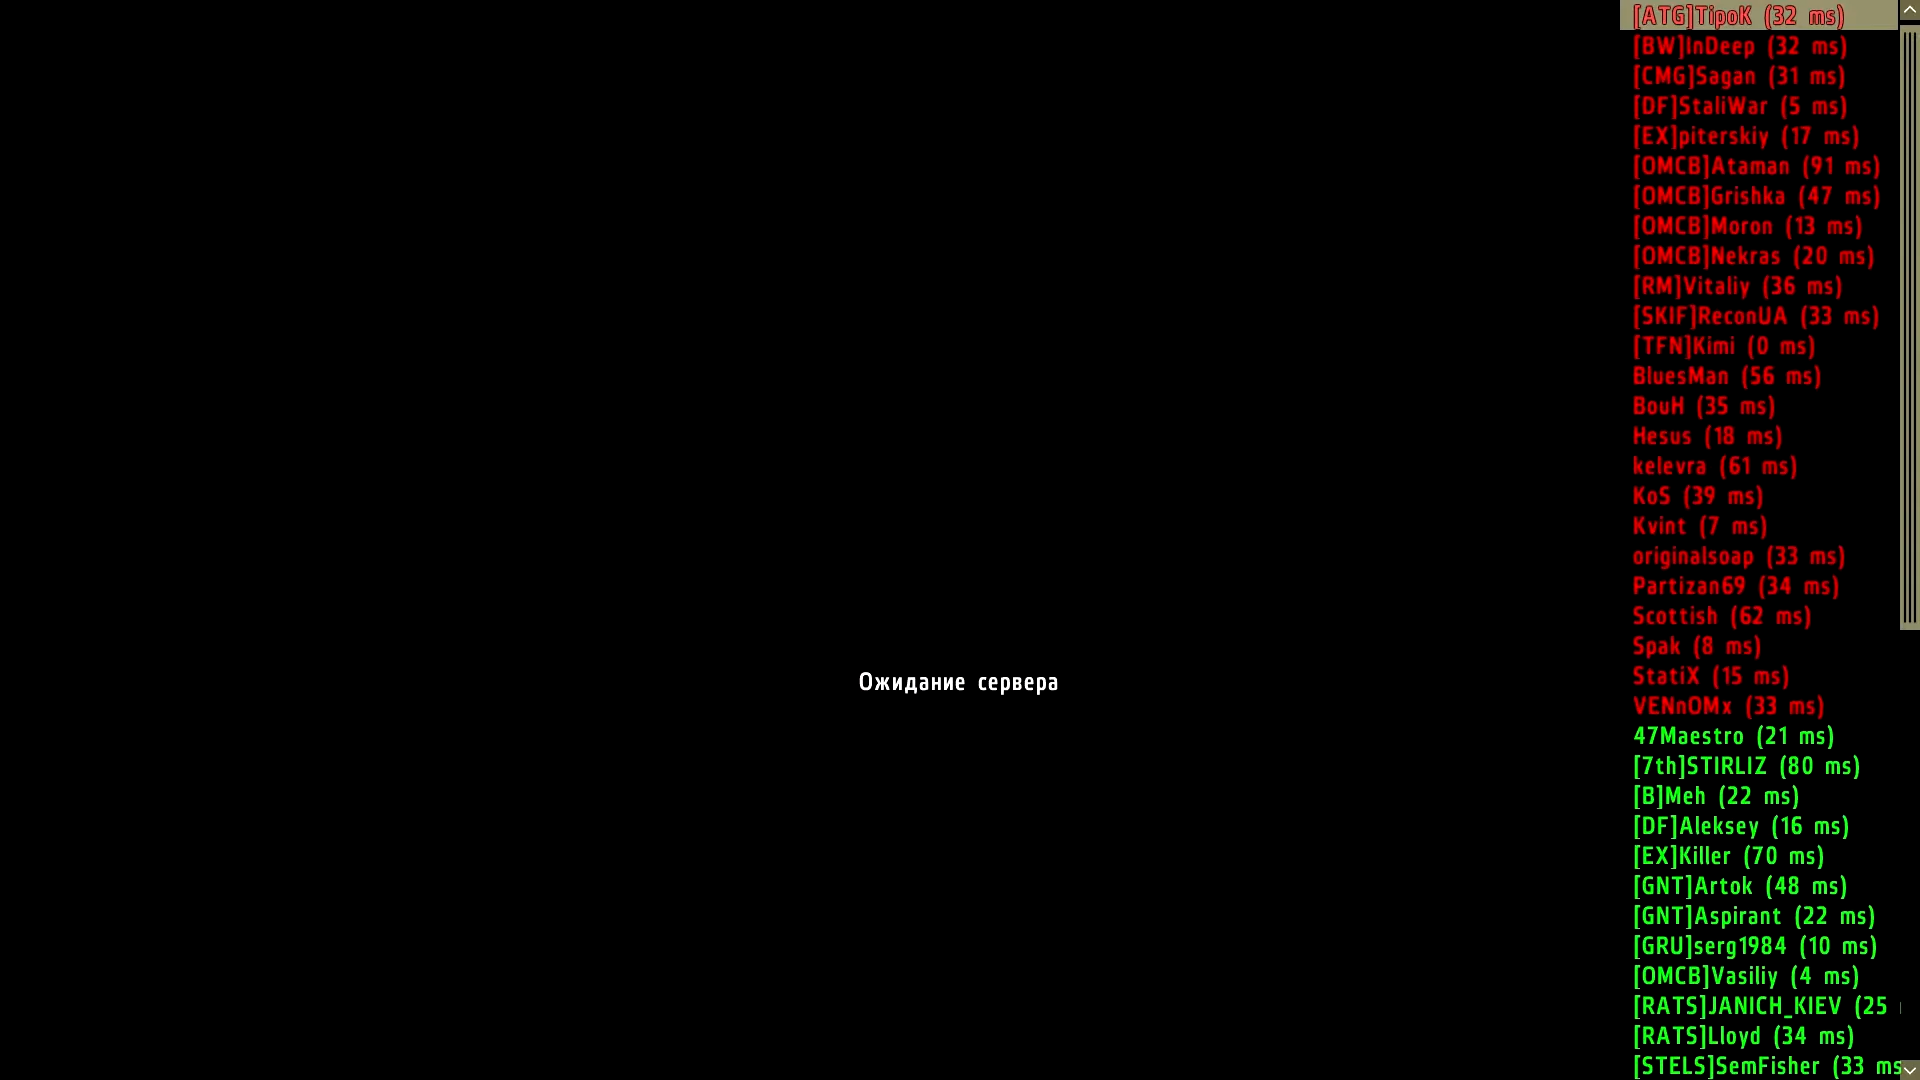 [ATG]TipoK (32 ms)
[BW]InDeep (32 ms)
[CMG]Sagan (31 ms)
[DF]StaliWar (5 ms)
[EX]piterskiy (17 ms)
[OMCB]Ataman (91 ms)
[OMCB]Grishka (47 ms)
[OMCB]Moron (13 ms)
[OMCB]Nekras (20 ms)
[RM]Vitaliy (36 ms)
[SKIF]ReconUA (33 ms)
[TFN]Kimi (0 ms)
BluesMan (56 ms)
BouH (35 ms)
Hesus (18 ms)
kelevra (61 ms)
KoS (39 ms)
Kvint (7 ms)
originalsoap (33 ms)
Partizan69 (34 ms)
Scottish (62 ms)
Spak (8 ms)
Ожидание сервера
StatiX (15 ms)
VENnOMx (33 ms)
47Maestro (21 ms)
[7th]STIRLIZ (80 ms)
[B]Meh (22 ms)
[DF]Aleksey (16 ms)
[EX]Killer (70 ms)
[GNT]Artok (48 ms)
[GNT]Aspirant (22 ms)
[GRU]serg1984 (10 ms)
[OMCB]Vasiliy (4 ms)
[RATS]JANICH_KIEV (25
[RATS]Lloyd (34 ms)
[STELS]SemFisher (33 ms